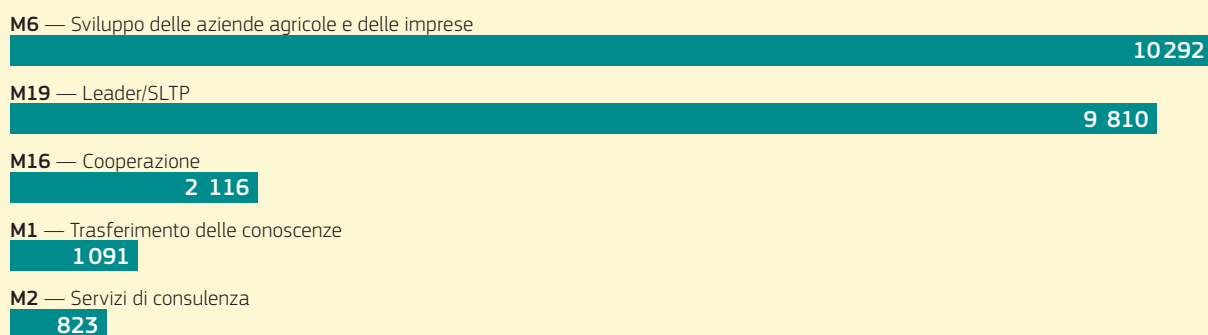 M6 — Sviluppo delle aziende agricole e delle imprese
10 292
M19 — Leader/SLTP
9 810
M16 — Cooperazione
2 116
M1 — Trasferimento delle conoscenze
1 091
M2 — Servizi di consulenza
823